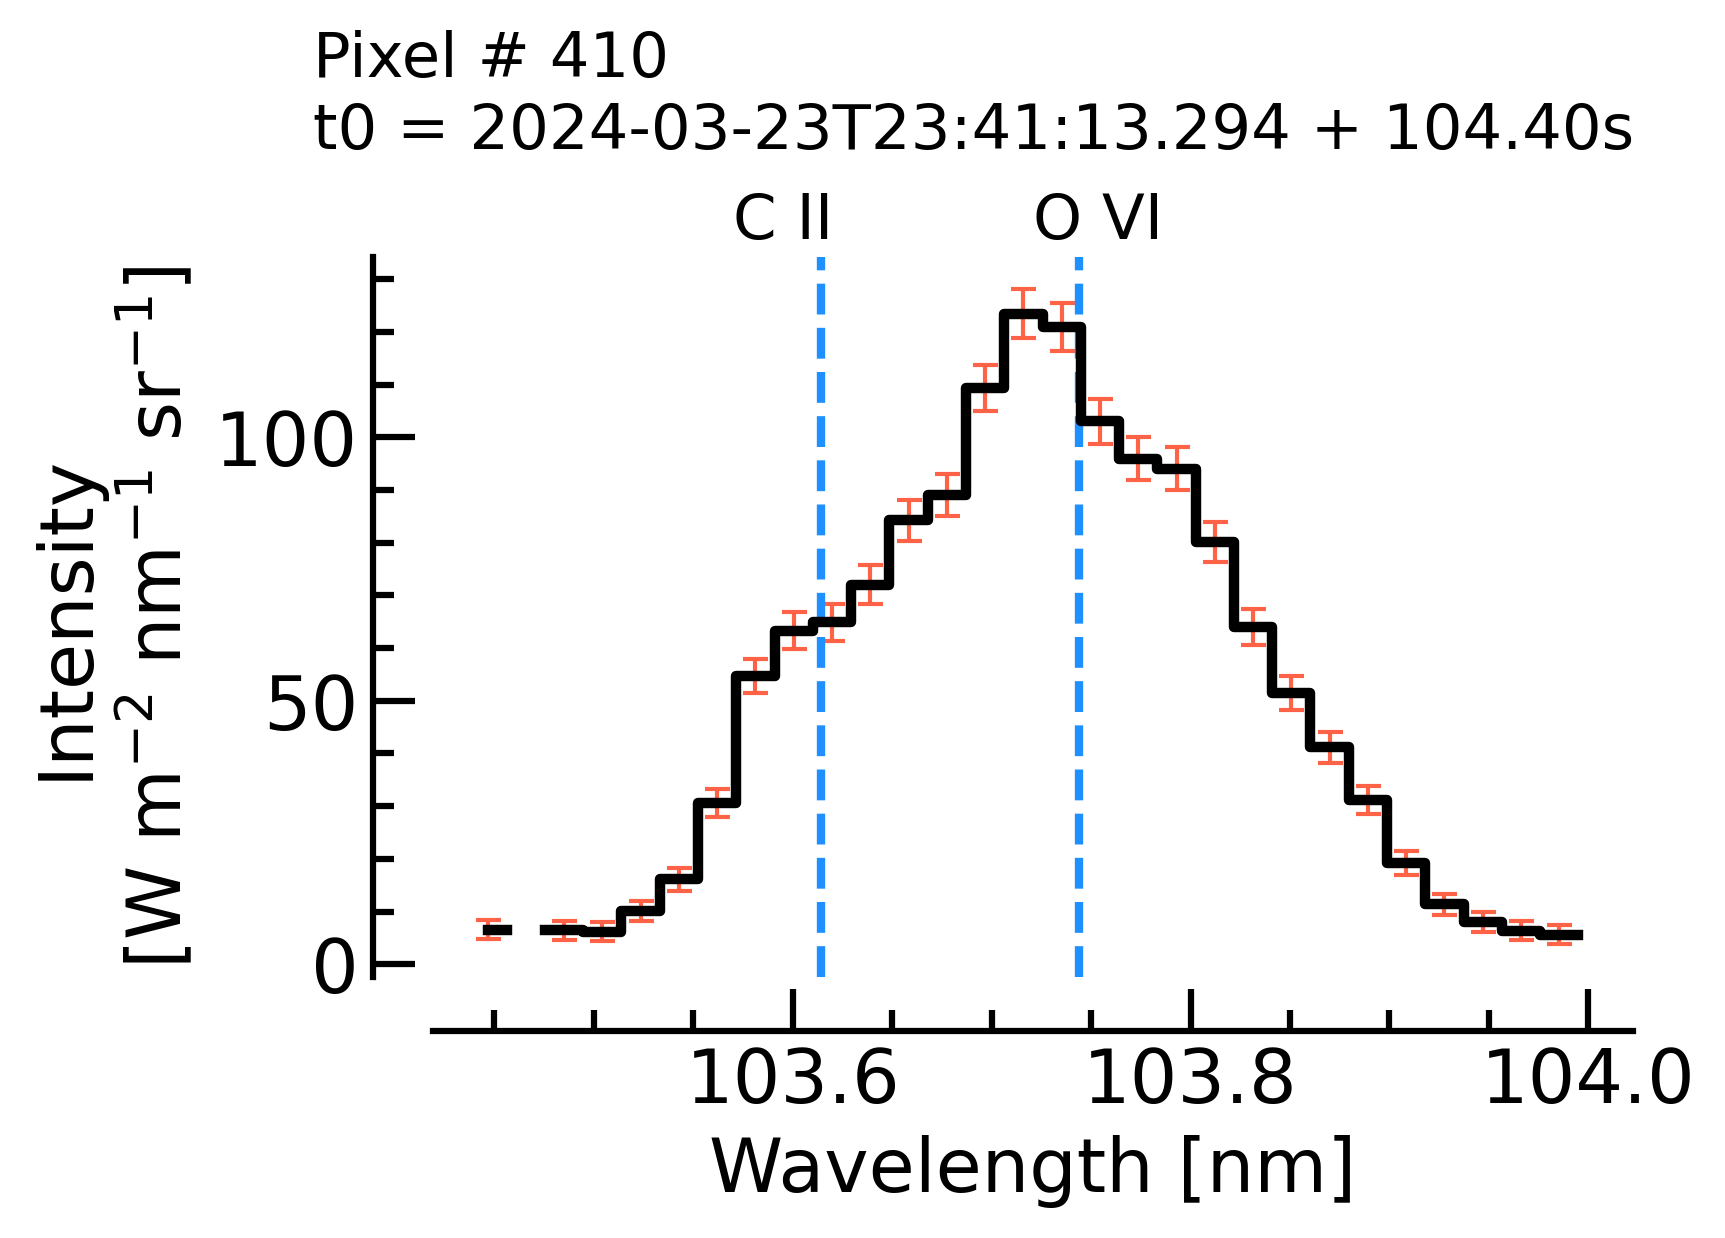 Pixel # 410
t0 = 2024-03-23T23:41:13.294 + 104.40s
C II
O VI
Intensity
[W m⁻² nm⁻¹ sr⁻¹]
100
50
0
103.6
103.8
104.0
Wavelength [nm]